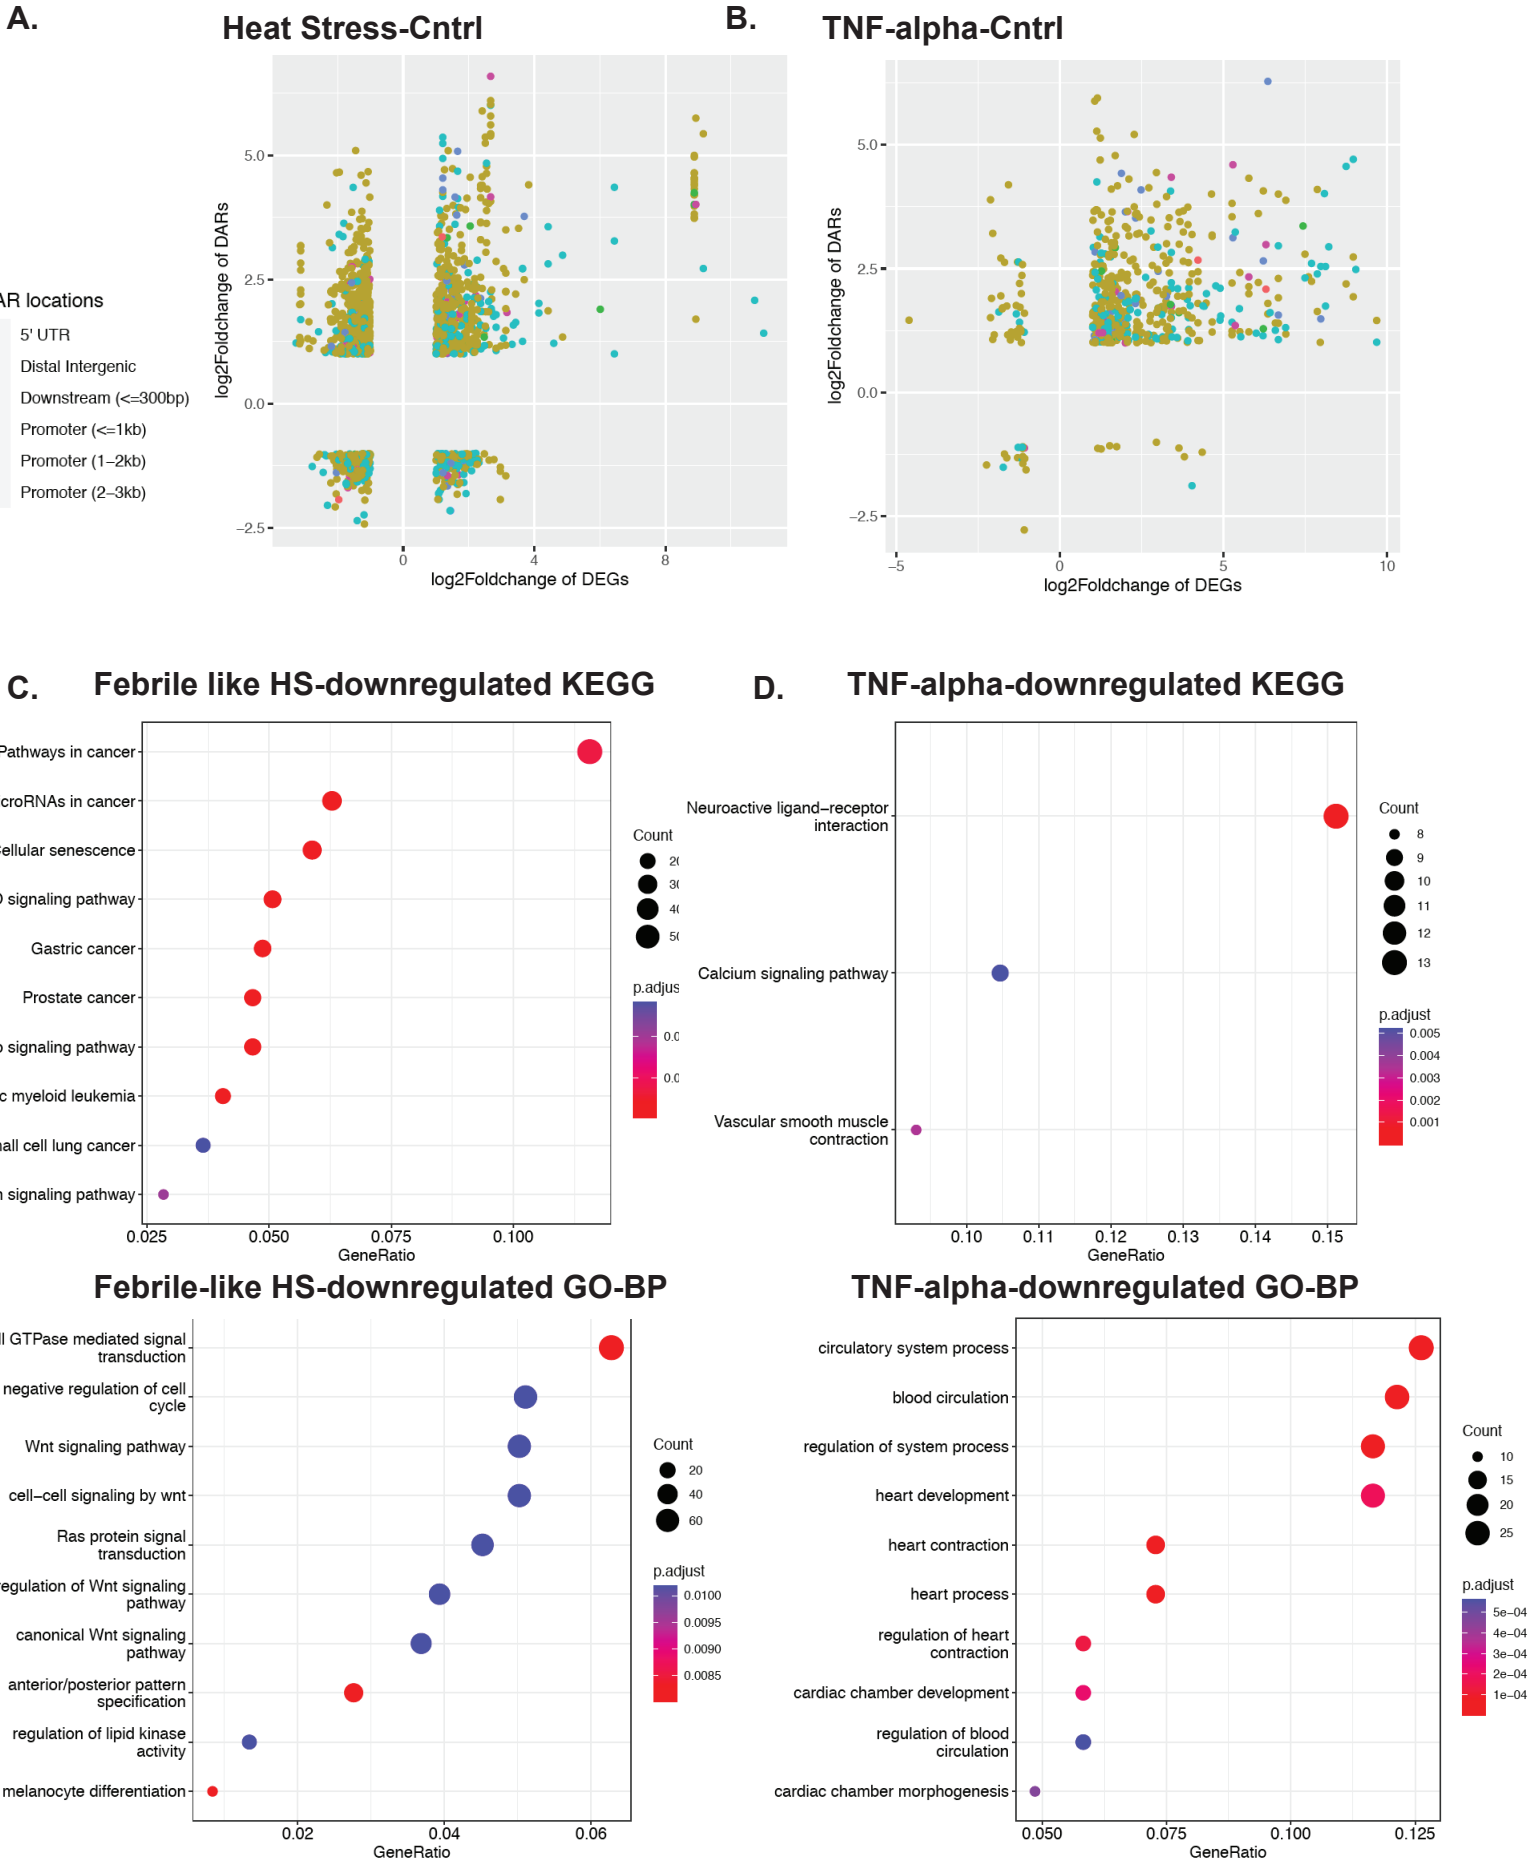 A.
Heat Stress-Cntrl
B.
TNF-alpha-Cntrl
log2Foldchange of DARs
5.0
2.5
0.0
−2.5
0
4
8
log2Foldchange of DEGs
log2Foldchange of DARs
5.0
2.5
0.0
−2.5
−5
0
5
10
log2Foldchange of DEGs
AR locations
5' UTR
Distal Intergenic
Downstream (<=300bp)
Promoter (<=1kb)
Promoter (1−2kb)
Promoter (2−3kb)
C.
Febrile like HS-downregulated KEGG
Pathways in cancer
croRNAs in cancer
ellular senescence
signaling pathway
Gastric cancer
Prostate cancer
o signaling pathway
c myeloid leukemia
all cell lung cancer
signaling pathway
0.025
0.050
0.075
0.100
GeneRatio
Count
20
30
40
50
p.adjus
0.0
0.0
D.
TNF-alpha-downregulated KEGG
Neuroactive ligand−receptor
interaction
Calcium signaling pathway
Vascular smooth muscle
contraction
0.10
0.11
0.12
0.13
0.14
0.15
GeneRatio
Count
8
9
10
11
12
13
p.adjust
0.005
0.004
0.003
0.002
0.001
Febrile-like HS-downregulated GO-BP
ll GTPase mediated signal
transduction
negative regulation of cell
cycle
Wnt signaling pathway
cell−cell signaling by wnt
Ras protein signal
transduction
regulation of Wnt signaling
pathway
canonical Wnt signaling
pathway
anterior/posterior pattern
specification
regulation of lipid kinase
activity
melanocyte differentiation
0.02
0.04
0.06
GeneRatio
Count
20
40
60
p.adjust
0.0100
0.0095
0.0090
0.0085
TNF-alpha-downregulated GO-BP
circulatory system process
blood circulation
regulation of system process
heart development
heart contraction
heart process
regulation of heart
contraction
cardiac chamber development
regulation of blood
circulation
cardiac chamber morphogenesis
0.050
0.075
0.100
0.125
GeneRatio
Count
10
15
20
25
p.adjust
5e−04
4e−04
3e−04
2e−04
1e−04